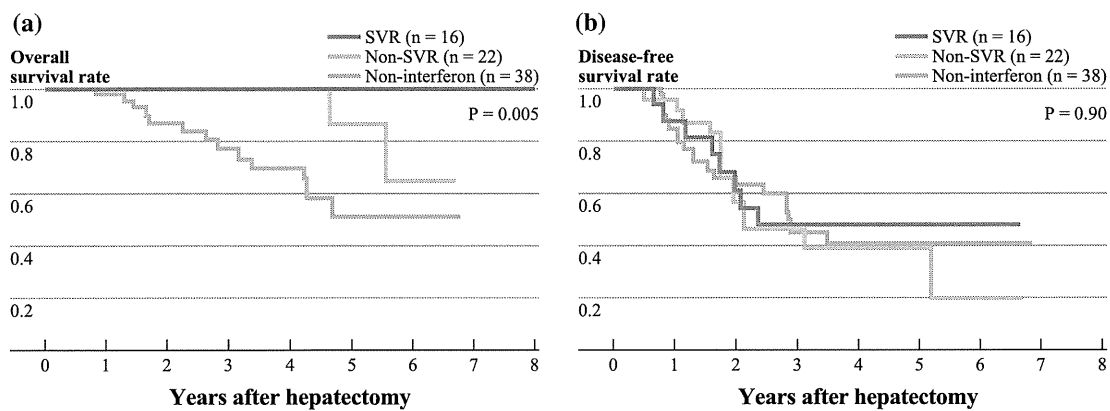 (a)
SVR (n = 16)
Non-SVR (n = 22)
Non-interferon (n = 38)
Overall
survival rate
1.0
P = 0.005
0.8
0.6
0.4
0.2
0 1 2 3 4 5 6 7 8
Years after hepatectomy
(b)
SVR (n = 16)
Non-SVR (n = 22)
Non-interferon (n = 38)
Disease-free
survival rate
1.0
P = 0.90
0.8
0.6
0.4
0.2
0 1 2 3 4 5 6 7 8
Years after hepatectomy